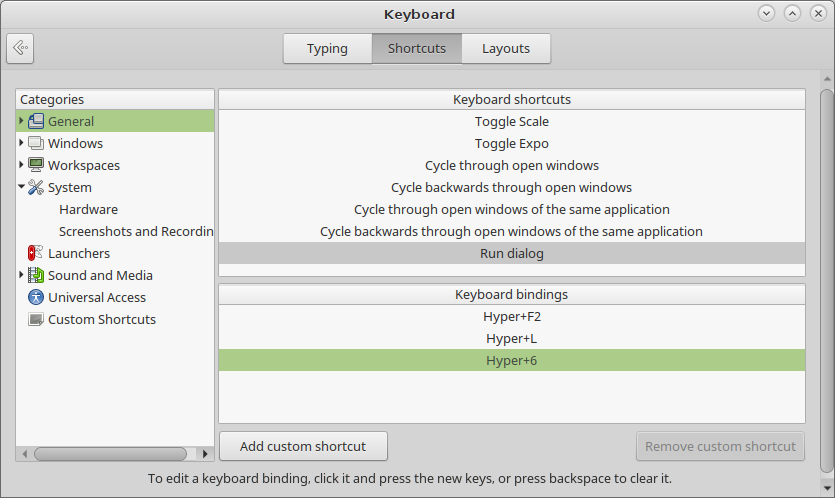 Keyboard
Typing Shortcuts Layouts
Categories
General
Windows
Workspaces
System
Hardware
Screenshots and Recordin
Launchers
Sound and Media
Universal Access
Custom Shortcuts
Keyboard shortcuts
Toggle Scale
Toggle Expo
Cycle through open windows
Cycle backwards through open windows
Cycle through open windows of the same application
Cycle backwards through open windows of the same application
Run dialog
Keyboard bindings
Hyper+F2
Hyper+L
Hyper+6
Add custom shortcut Remove custom shortcut
To edit a keyboard binding, click it and press the new keys, or press backspace to clear it.